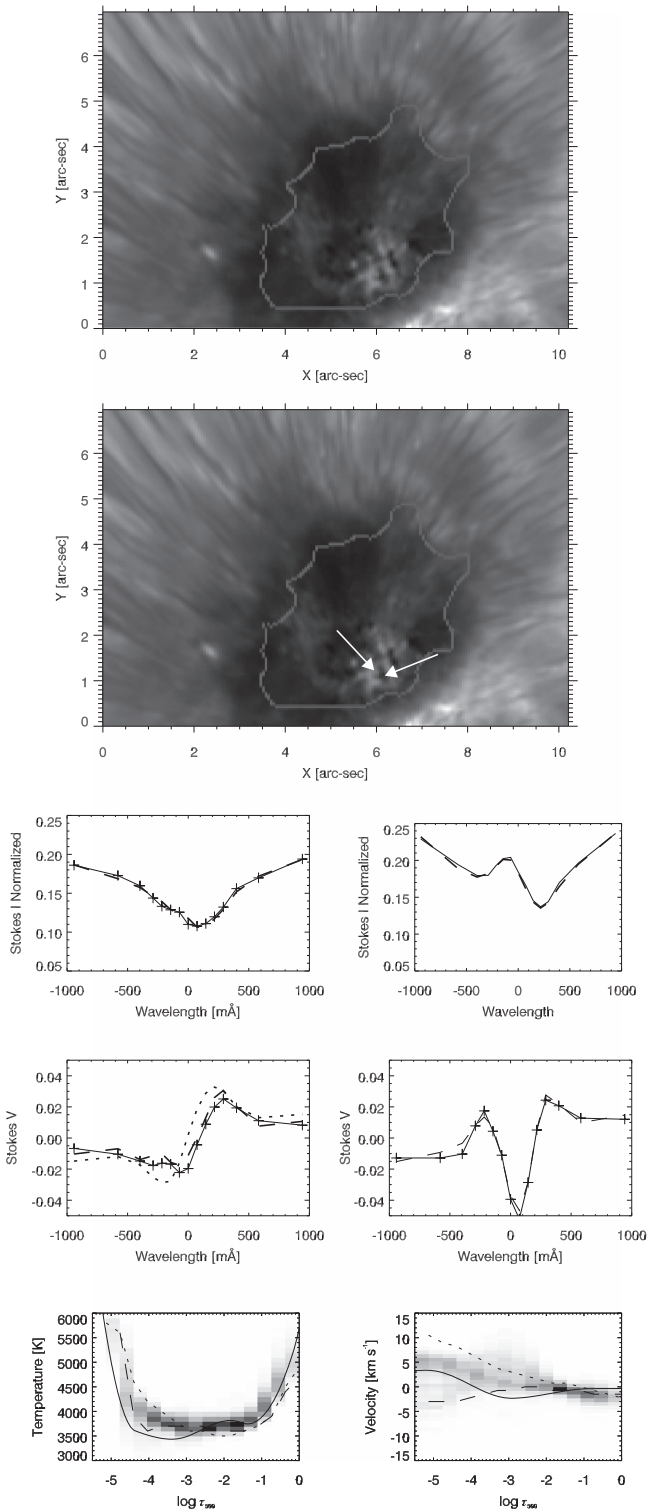 6
5
4
3
2
1
0
Y [arc-sec]
0 2 4 6 8 10
X [arc-sec]
6
5
4
3
2
1
0
Y [arc-sec]
0 2 4 6 8 10
X [arc-sec]
0.25
0.20
0.15
0.10
0.05
Stokes I Normalized
-1000 -500 0 500 1000
Wavelength [mÅ]
0.25
0.20
0.15
0.10
0.05
Stokes I Normalized
-1000 -500 0 500 1000
Wavelength
0.04
0.02
0.00
-0.02
-0.04
Stokes V
-1000 -500 0 500 1000
Wavelength [mÅ]
0.04
0.02
0.00
-0.02
-0.04
Stokes V
-1000 -500 0 500 1000
Wavelength [mÅ]
6000
5500
5000
4500
4000
3500
3000
Temperature [K]
-5 -4 -3 -2 -1 0
log τ₅₀₀
15
10
5
0
-5
-10
-15
Velocity [km s⁻¹]
-5 -4 -3 -2 -1 0
log τ₅₀₀